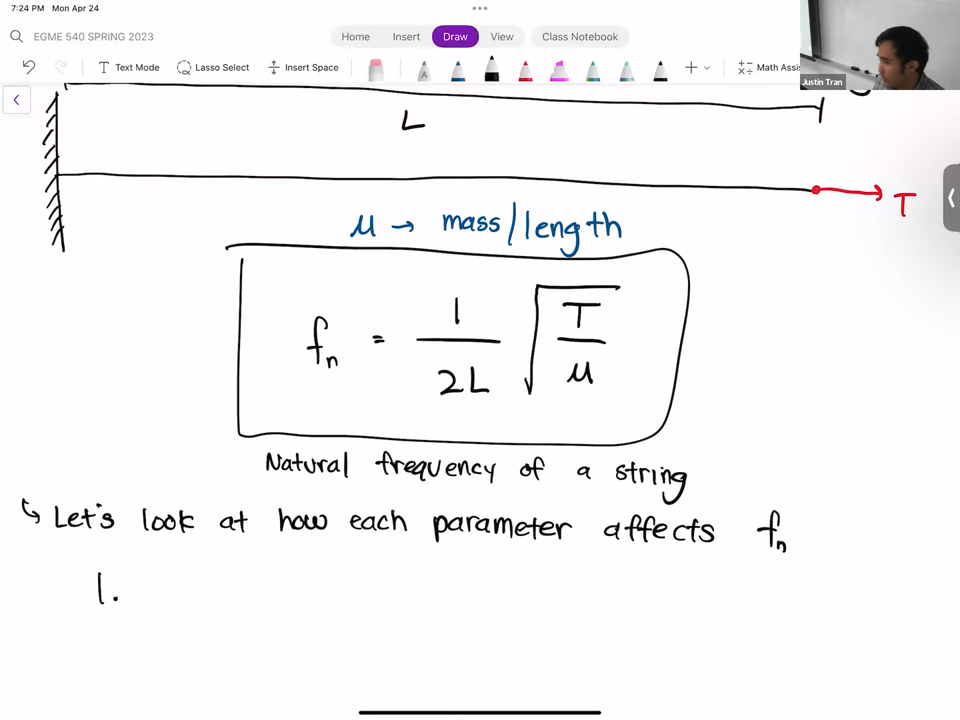 7:24 PM Mon Apr 24
EGME 540 SPRING 2023
Home Insert Draw View Class Notebook
Text Mode Lasso Select Insert Space Math Assis
Justin Tran
L
T
μ → mass/length
fn = 1/2L √T/μ
Natural frequency of a string
↳ Let's look at how each parameter affects fn
1.